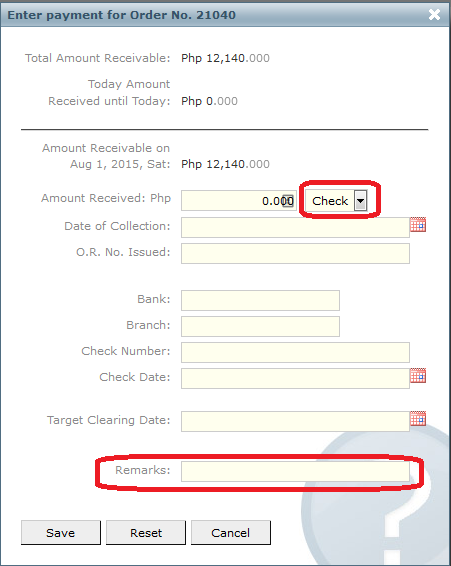 Enter payment for Order No. 21040
Total Amount Receivable: Php 12,140.000
Today Amount
Received until Today: Php 0.000
Amount Receivable on
Aug 1, 2015, Sat: Php 12,140.000
Amount Received: Php 0.000 Check
Date of Collection:
O.R. No. Issued:
Bank:
Branch:
Check Number:
Check Date:
Target Clearing Date:
Remarks:
Save Reset Cancel